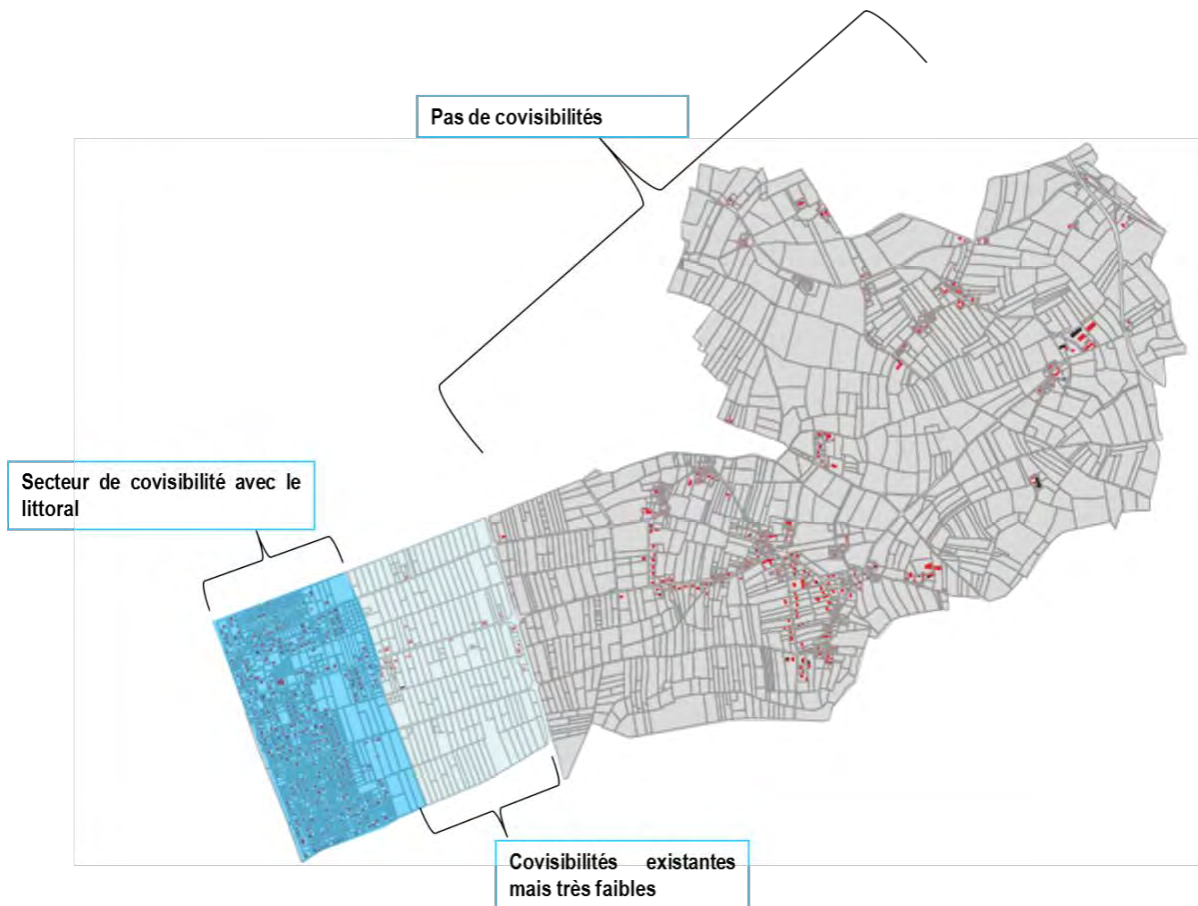 Pas de covisibilités
Secteur de covisibilité avec le
littoral
Covisibilités existantes
mais très faibles